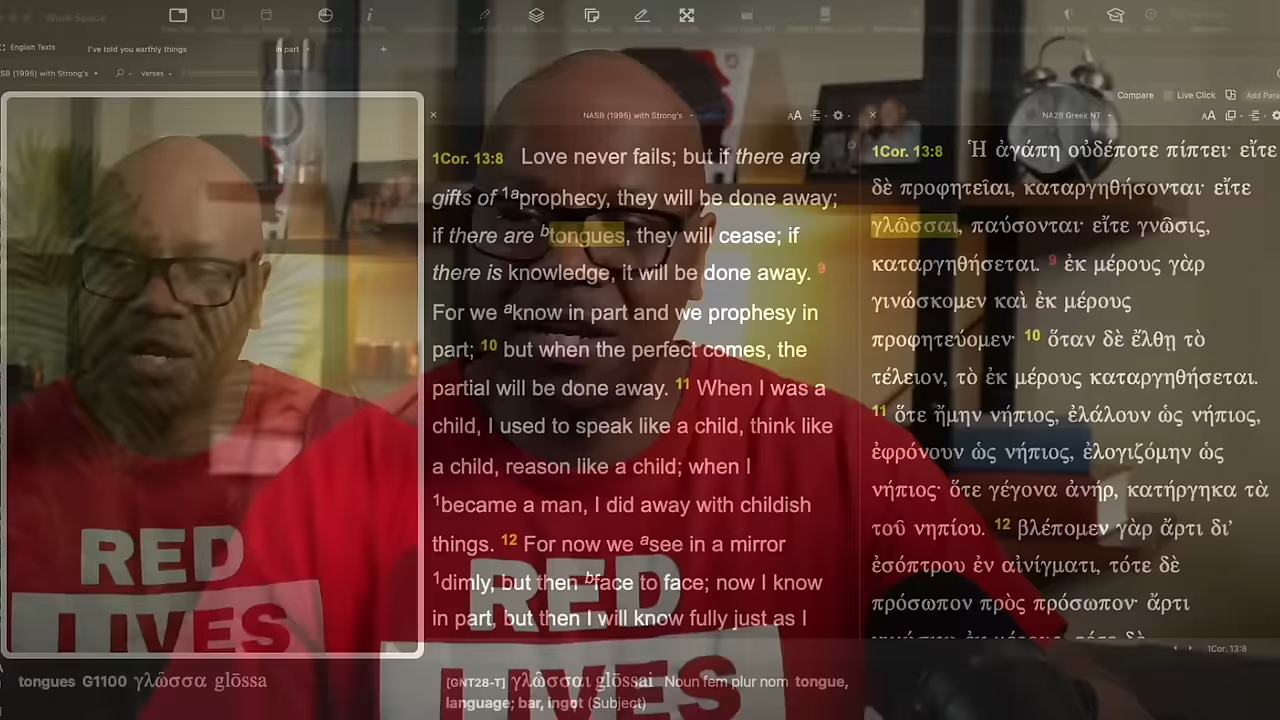 Work Space
English Texts
I've told you earthly things
in part
+
SB (1995) with Strong's
Verses
Compare
Live Click
Add Para
NASB (1995) with Strong's
AA
NA28 Greek NT
AA
1Cor. 13:8 Love never fails; but if there are
gifts of 1aprophecy, they will be done away;
if there are btongues, they will cease; if
there is knowledge, it will be done away. 9
For we aknow in part and we prophesy in
part; 10 but when the perfect comes, the
partial will be done away. 11 When I was a
child, I used to speak like a child, think like
a child, reason like a child; when I
1became a man, I did away with childish
things. 12 For now we asee in a mirror
1dimly, but then bface to face; now I know
in part, but then I will know fully just as I
1Cor. 13:8 Ἡ ἀγάπη οὐδέποτε πίπτει· εἴτε
δὲ προφητεῖαι, καταργηθήσονται· εἴτε
γλῶσσαι, παύσονται· εἴτε γνῶσις,
καταργηθήσεται. 9 ἐκ μέρους γὰρ
γινώσκομεν καὶ ἐκ μέρους
προφητεύομεν· 10 ὅταν δὲ ἔλθῃ τὸ
τέλειον, τὸ ἐκ μέρους καταργηθήσεται.
11 ὅτε ἤμην νήπιος, ἐλάλουν ὡς νήπιος,
ἐφρόνουν ὡς νήπιος, ἐλογιζόμην ὡς
νήπιος· ὅτε γέγονα ἀνήρ, κατήργηκα τὰ
τοῦ νηπίου. 12 βλέπομεν γὰρ ἄρτι δι'
ἐσόπτρου ἐν αἰνίγματι, τότε δὲ
πρόσωπον πρὸς πρόσωπον· ἄρτι
1Cor. 13:8
RED
LIVES
RED
LIVES
tongues G1100 γλῶσσα glōssa
[GNT28-T] γλῶσσαι glōssai Noun fem plur nom tongue,
language; bar, ingot (Subject)